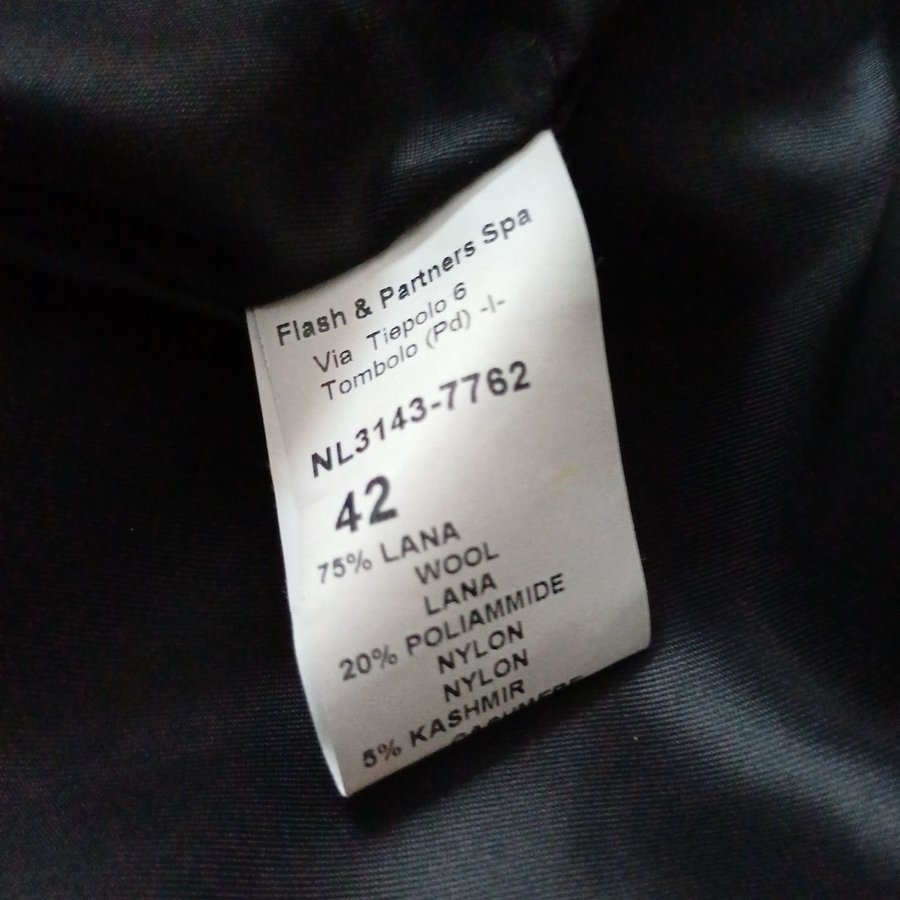 Flash & Partners Spa
Via Tiepolo 6
Tombolo (Pd) -I-
NL3143-7762
42
75% LANA
WOOL
LANA
20% POLIAMMIDE
NYLON
NYLON
5% KASHMIR
CASHMERE